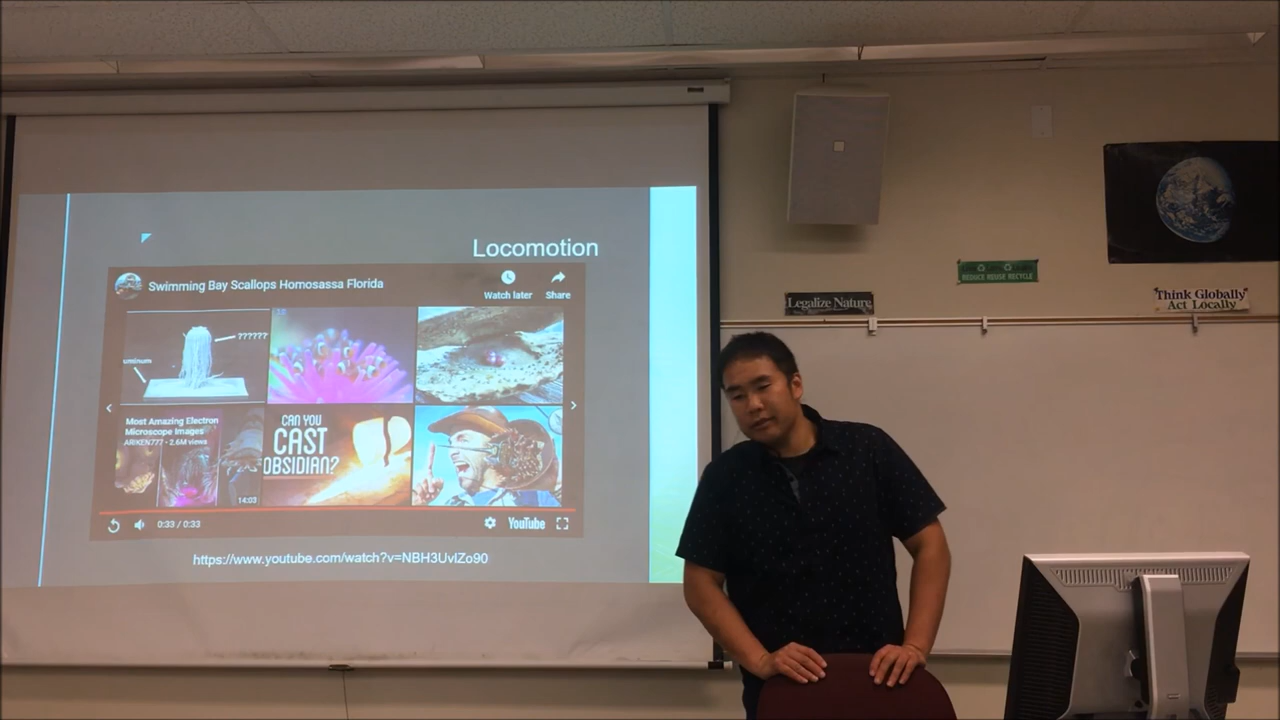 Locomotion
Swimming Bay Scallops Homosassa Florida
Watch later
Share
??????
uminum
Most Amazing Electron
Microscope Images
ARIKEN777 • 2.6M views
14:03
CAN YOU
CAST
OBSIDIAN?
0:33 / 0:33
YouTube
https://www.youtube.com/watch?v=NBH3UvlZo90
Legalize Nature
REDUCE REUSE RECYCLE
Think Globally
Act Locally